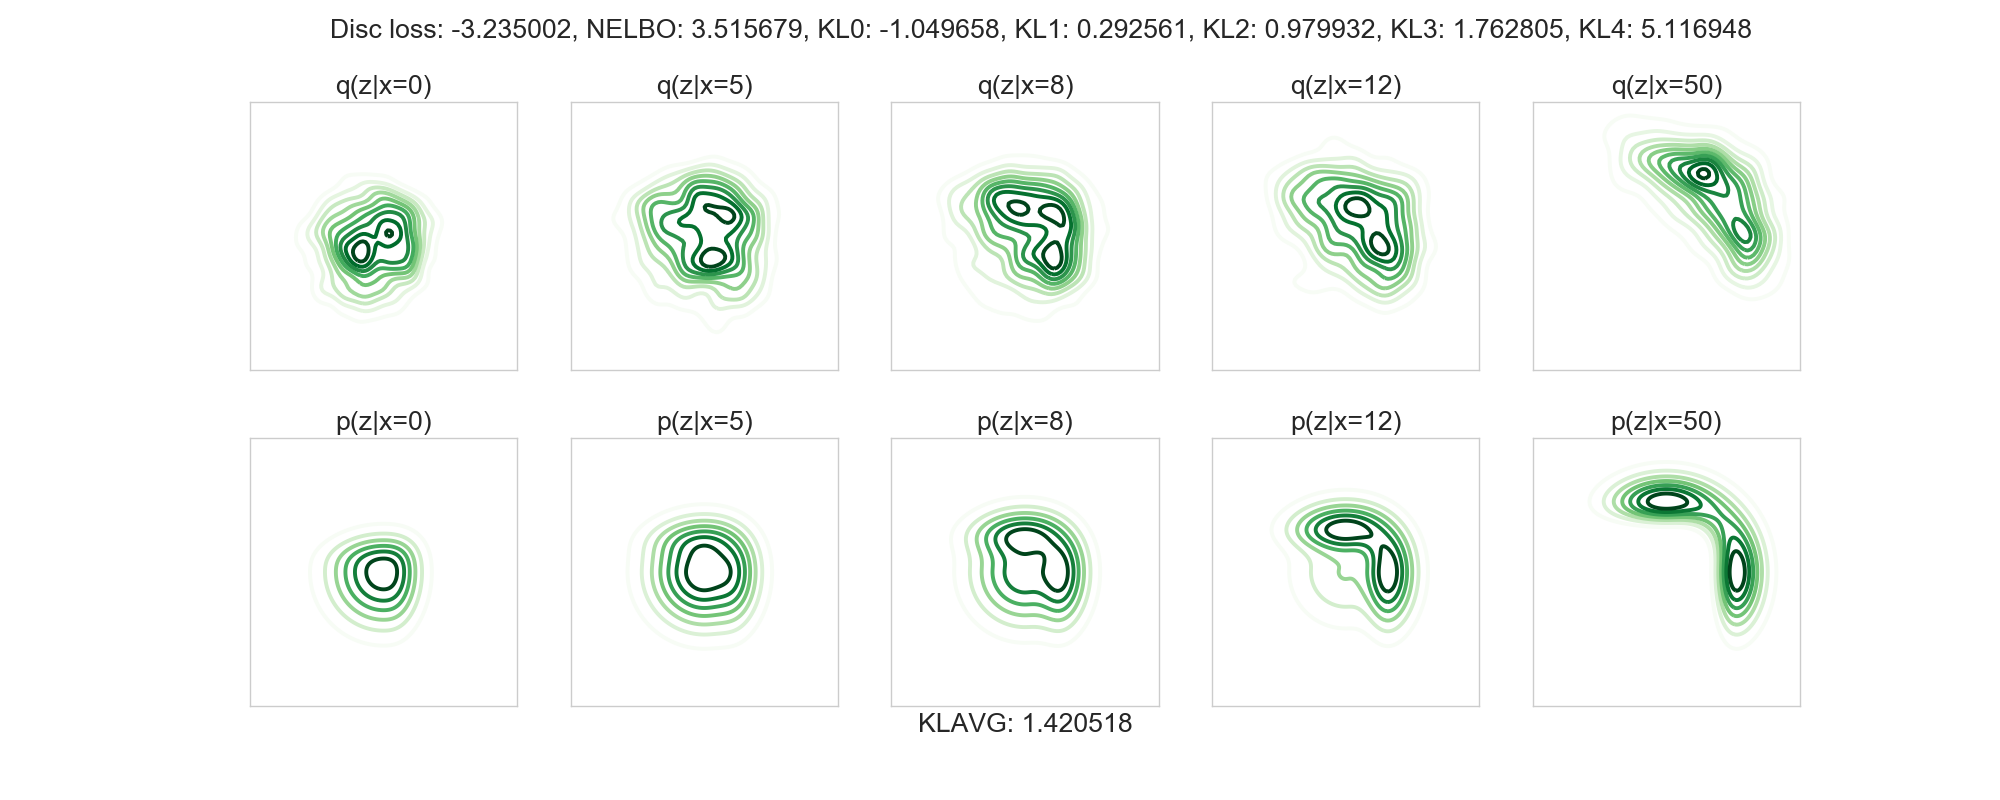 Disc loss: -3.235002, NELBO: 3.515679, KL0: -1.049658, KL1: 0.292561, KL2: 0.979932, KL3: 1.762805, KL4: 5.116948
q(z|x=0)
q(z|x=5)
q(z|x=8)
q(z|x=12)
q(z|x=50)
p(z|x=0)
p(z|x=5)
p(z|x=8)
p(z|x=12)
p(z|x=50)
KLAVG: 1.420518